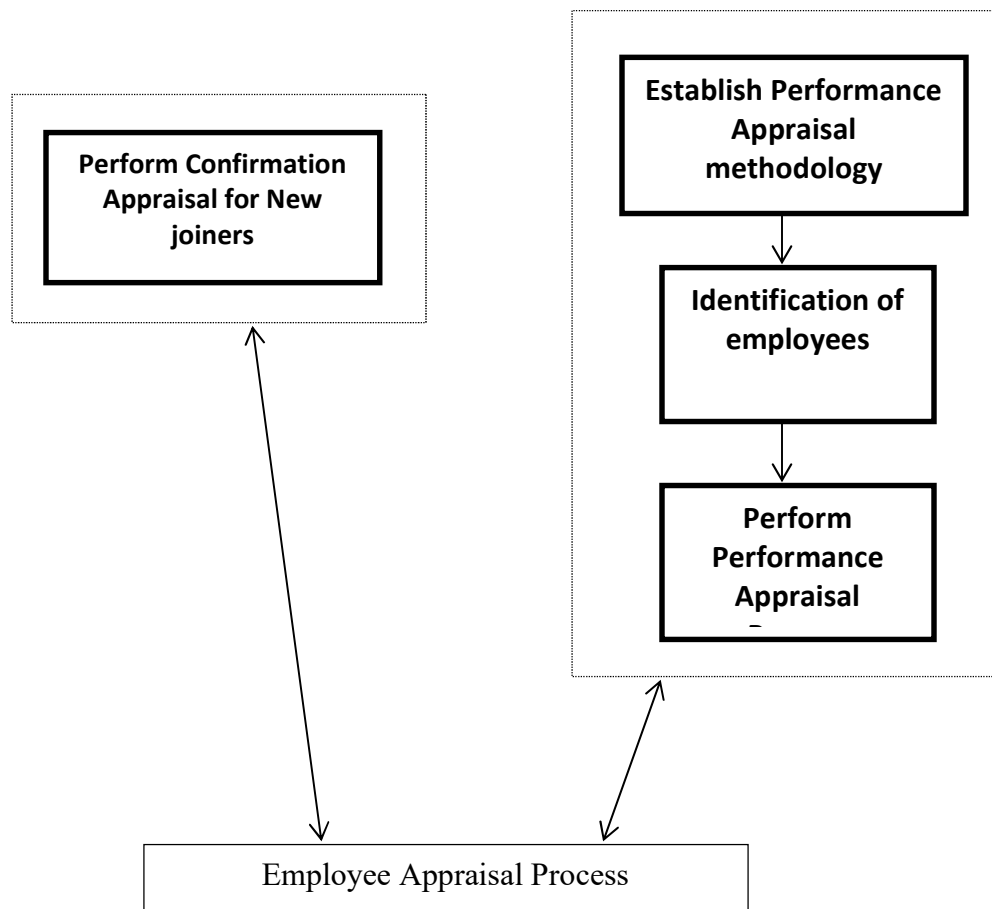 Establish Performance
Appraisal
methodology
Perform Confirmation
Appraisal for New
joiners
Identification of
employees
Perform
Performance
Appraisal
Employee Appraisal Process